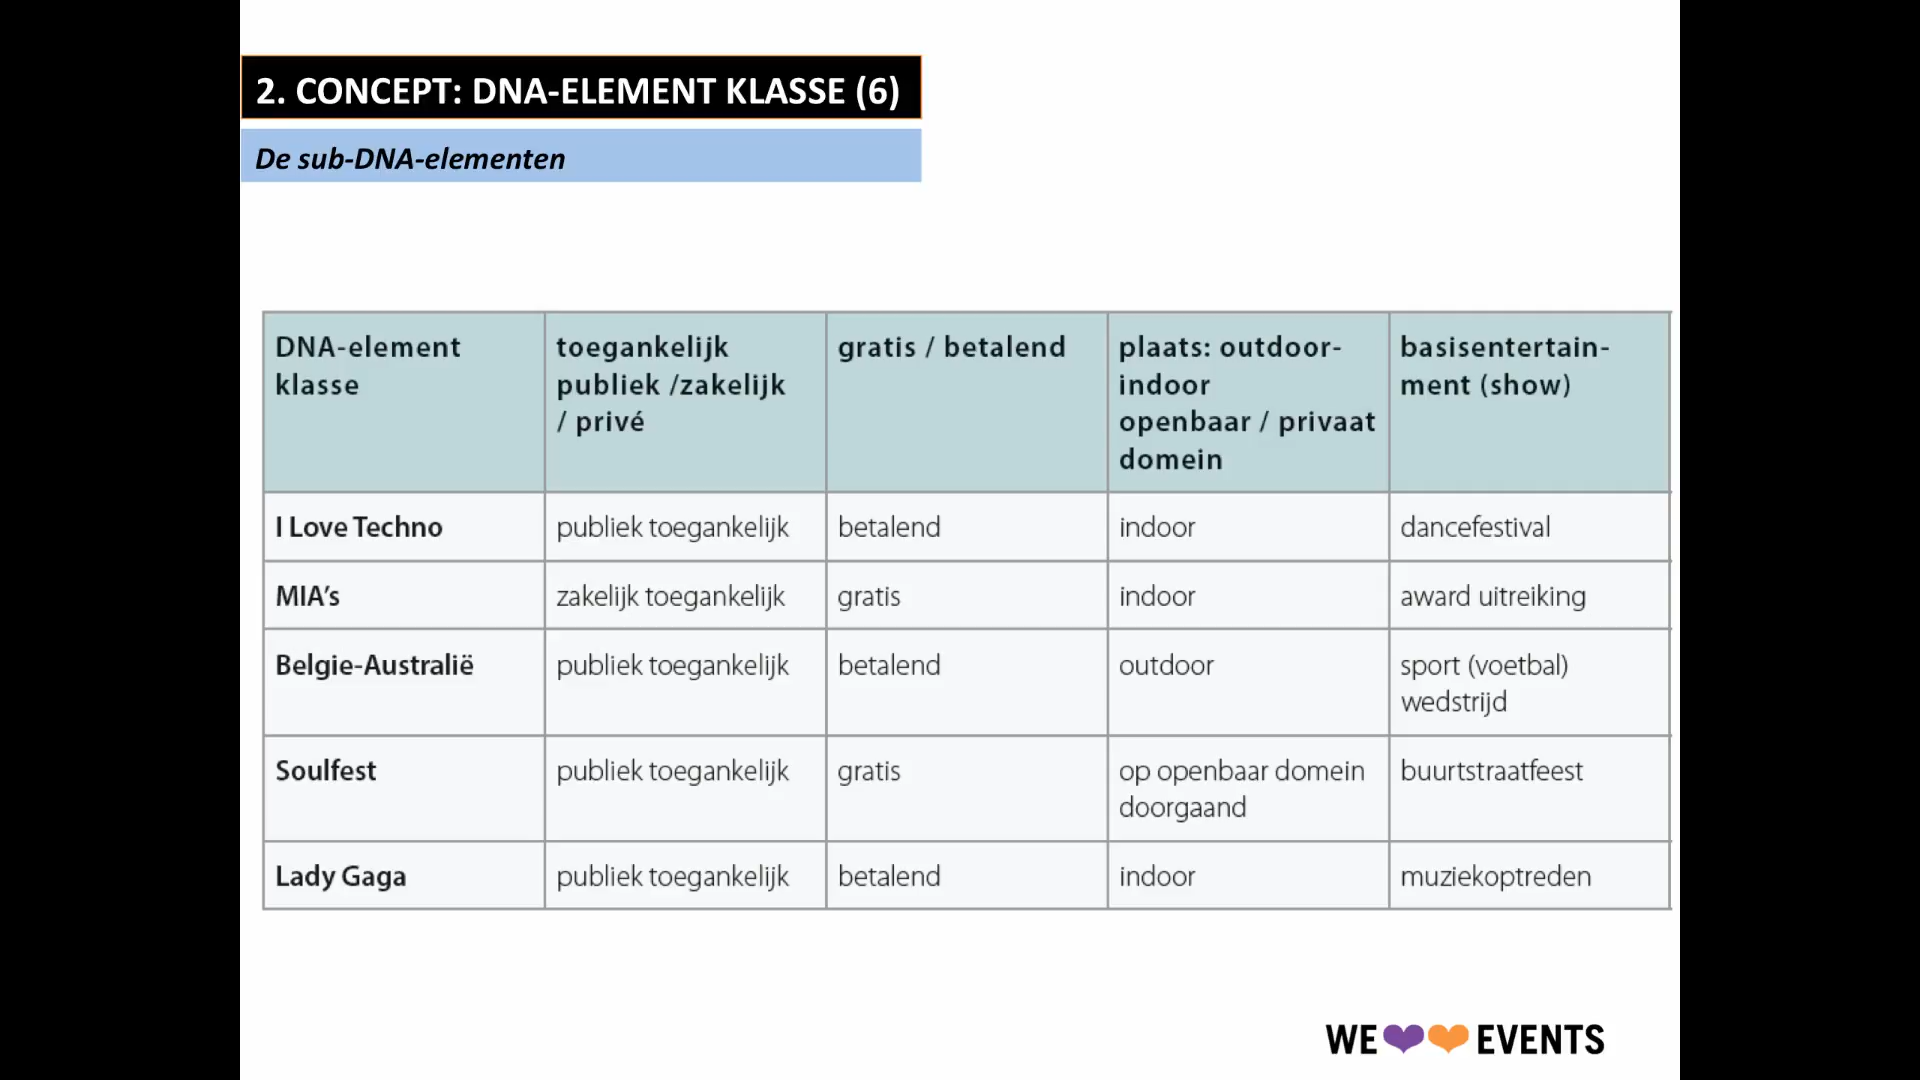 2. CONCEPT: DNA-ELEMENT KLASSE (6)
De sub-DNA-elementen
DNA-element
klasse
toegankelijk
publiek /zakelijk
/ privé
gratis / betalend
plaats: outdoor-
indoor
openbaar / privaat
domein
basisentertain-
ment (show)
I Love Techno
publiek toegankelijk
betalend
indoor
dancefestival
MIA's
zakelijk toegankelijk
gratis
indoor
award uitreiking
Belgie-Australië
publiek toegankelijk
betalend
outdoor
sport (voetbal)
wedstrijd
Soulfest
publiek toegankelijk
gratis
op openbaar domein
doorgaand
buurtstraatfeest
Lady Gaga
publiek toegankelijk
betalend
indoor
muziekoptreden
WE EVENTS